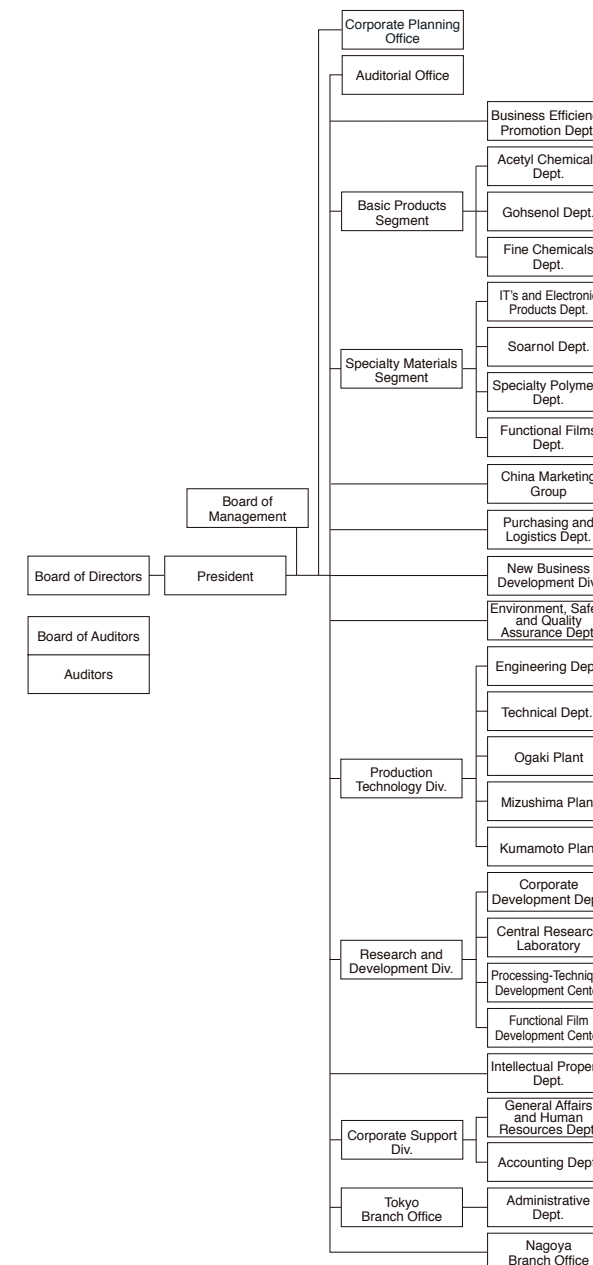 Corporate Planning
Office
Auditorial Office
Business Efficienc
Promotion Dept
Acetyl Chemical
Dept.
Basic Products
Segment
Gohsenol Dept.
Fine Chemicals
Dept.
IT's and Electroni
Products Dept.
Soarnol Dept.
Specialty Materials
Segment
Specialty Polyme
Dept.
Functional Films
Dept.
China Marketing
Group
Board of
Management
Purchasing and
Logistics Dept.
Board of Directors
President
New Business
Development Div
Environment, Safe
and Quality
Assurance Dept
Board of Auditors
Auditors
Engineering Dep
Technical Dept.
Ogaki Plant
Production
Technology Div.
Mizushima Plan
Kumamoto Plan
Corporate
Development Dep
Central Researc
Laboratory
Research and
Development Div.
Processing-Techniq
Development Cent
Functional Film
Development Cent
Intellectual Prope
Dept.
General Affairs
and Human
Resources Dept
Corporate Support
Div.
Accounting Dep
Tokyo
Branch Office
Administrative
Dept.
Nagoya
Branch Office